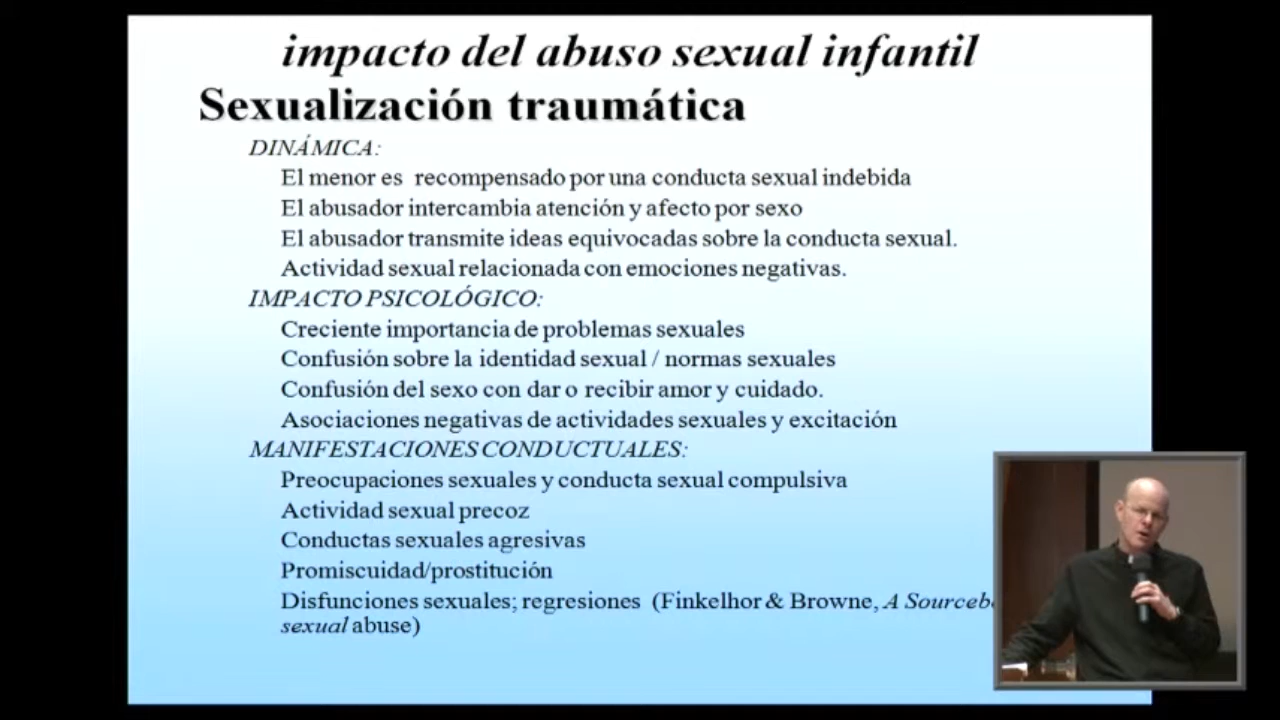 impacto del abuso sexual infantil
Sexualización traumática
DINÁMICA:
El menor es recompensado por una conducta sexual indebida
El abusador intercambia atención y afecto por sexo
El abusador transmite ideas equivocadas sobre la conducta sexual.
Actividad sexual relacionada con emociones negativas.
IMPACTO PSICOLÓGICO:
Creciente importancia de problemas sexuales
Confusión sobre la identidad sexual / normas sexuales
Confusión del sexo con dar o recibir amor y cuidado.
Asociaciones negativas de actividades sexuales y excitación
MANIFESTACIONES CONDUCTUALES:
Preocupaciones sexuales y conducta sexual compulsiva
Actividad sexual precoz
Conductas sexuales agresivas
Promiscuidad/prostitución
Disfunciones sexuales; regresiones (Finkelhor & Browne, A
sexual abuse)